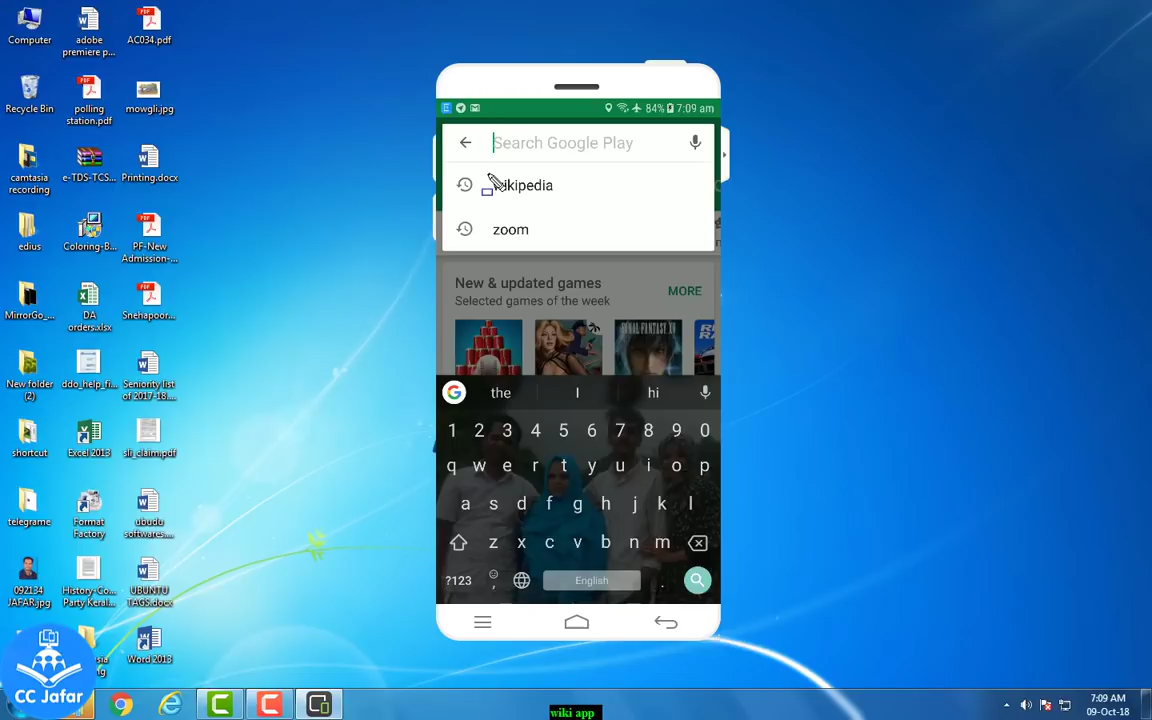 Computer
adobe
premiere p...
AC034.pdf
Recycle Bin
polling
station.pdf
mowgli.jpg
camtasia
recording
e-TDS-TCS...
Printing.docx
edius
Coloring-B...
PF-New
Admission-...
MirrorGo_...
DA
orders.xlsx
Snehapoor...
New folder
(2)
ddo_help_fi...
Seniority list
of 2017-18...
shortcut
Excel 2013
sli_claim.pdf
telegrame
Format
Factory
ubudu
softwares....
092134
JAFAR.jpg
History-Co...
Party Keral...
UBUNTU
TAGS.docx
Word 2013
CC Jafar
84% 7:09 am
Search Google Play
wikipedia
zoom
New & updated games
Selected games of the week
MORE
FINAL FANTASY XV
the I hi
1 2 3 4 5 6 7 8 9 0
q w e r t y u i o p
a s d f g h j k l
z x c v b n m
?123 , English .
wiki app
7:09 AM
09-Oct-18